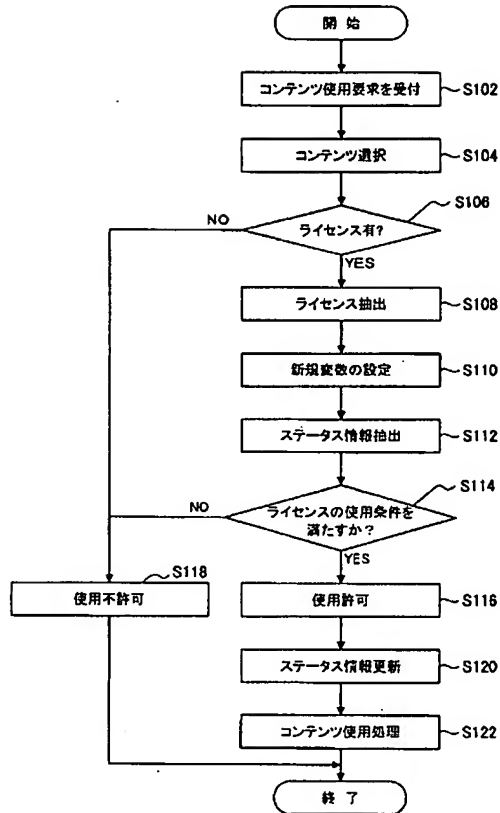 開 始
コンテンツ使用要求を受付
S102
コンテンツ選択
S104
S106
NO
ライセンス有?
YES
ライセンス抽出
S108
新規変数の設定
S110
ステータス情報抽出
S112
S114
NO
ライセンスの使用条件を
満たすか?
YES
S118
使用不許可
使用許可
S116
ステータス情報更新
S120
コンテンツ使用処理
S122
終 了